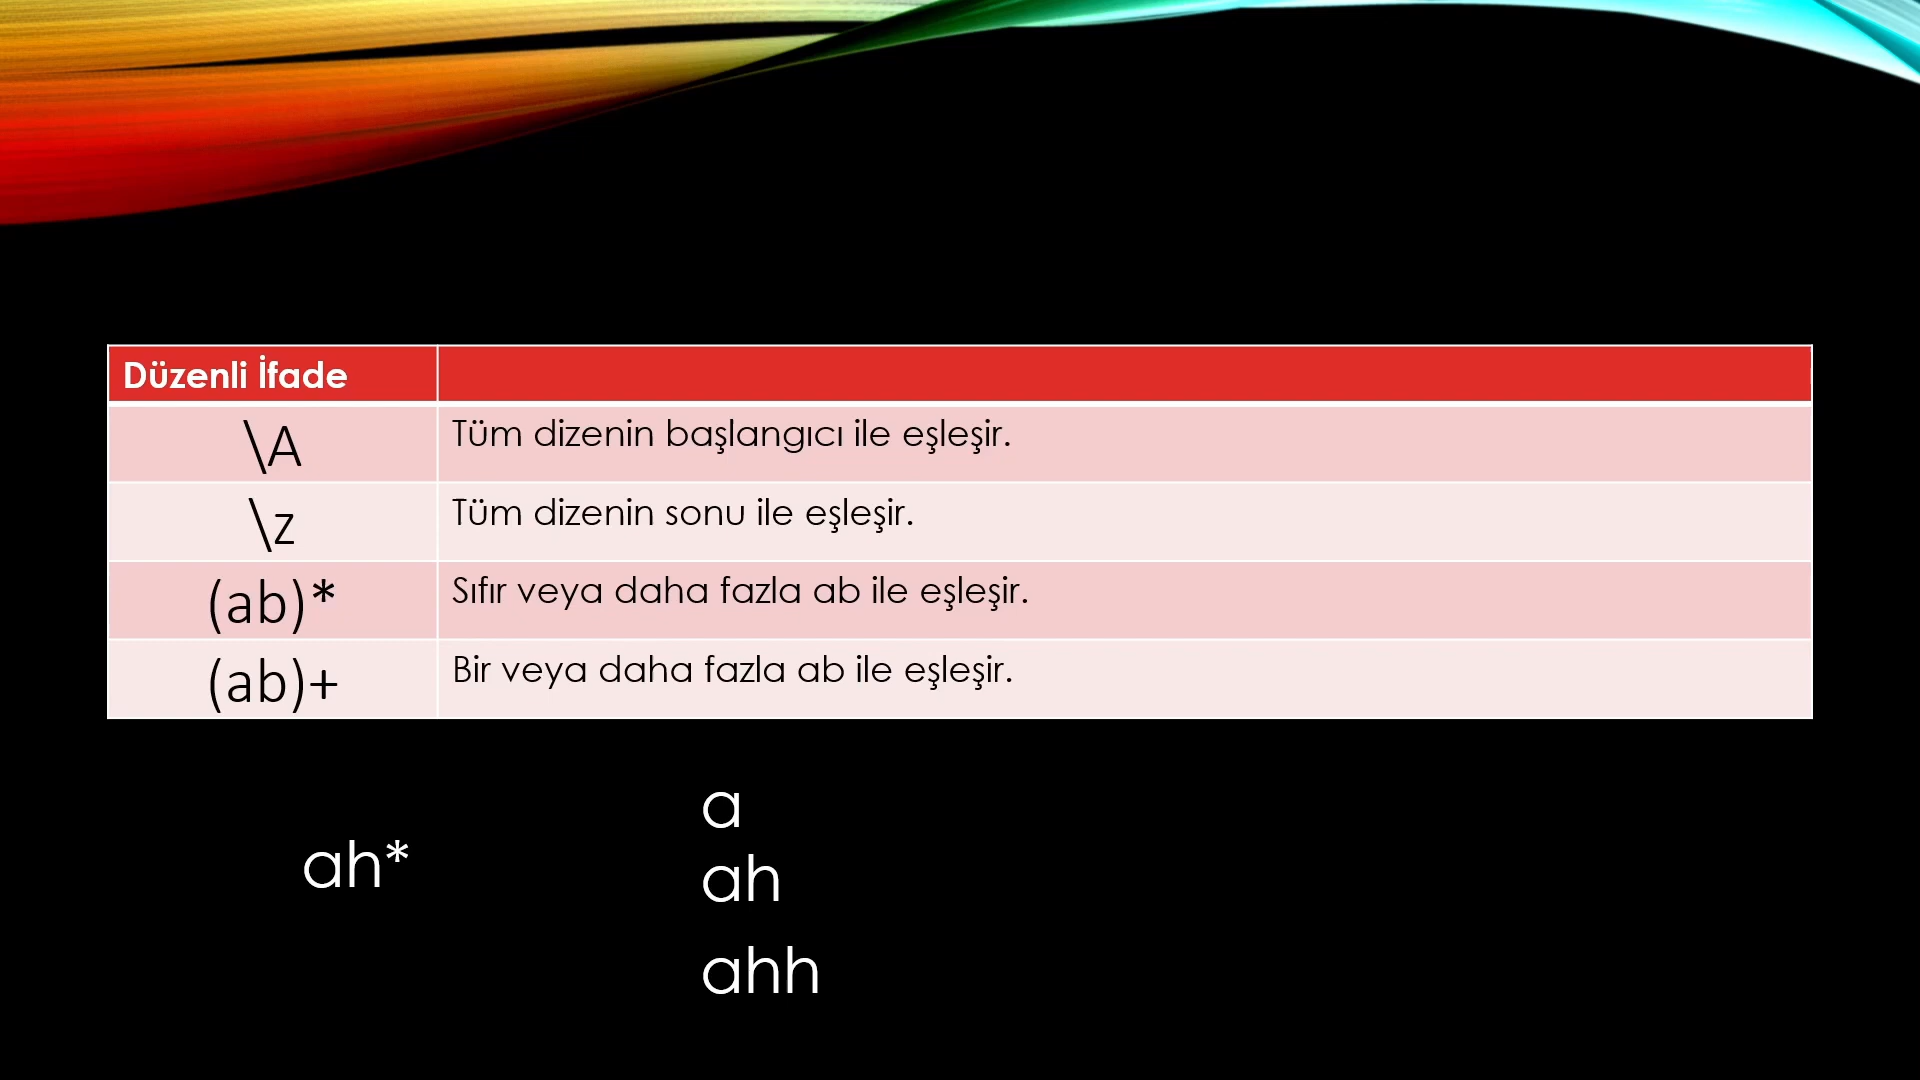 Düzenli İfade
\A
Tüm dizenin başlangıcı ile eşleşir.
\z
Tüm dizenin sonu ile eşleşir.
(ab)*
Sıfır veya daha fazla ab ile eşleşir.
(ab)+
Bir veya daha fazla ab ile eşleşir.
ah*
a
ah
ahh